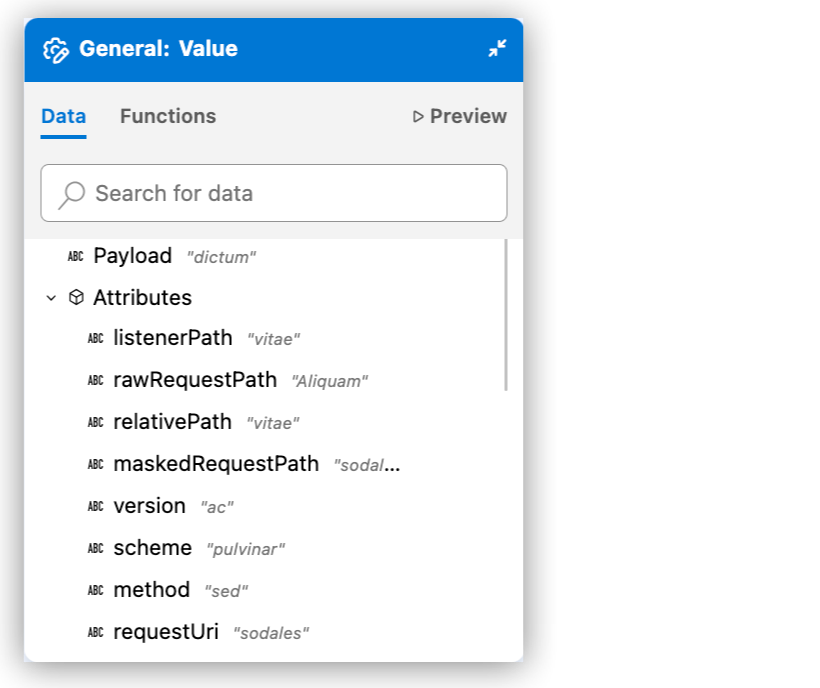 General: Value
Data Functions Preview
Search for data
ABC Payload "dictum"
Attributes
ABC listenerPath "vitae"
ABC rawRequestPath "Aliquam"
ABC relativePath "vitae"
ABC maskedRequestPath "sodal...
ABC version "ac"
ABC scheme "pulvinar"
ABC method "sed"
ABC requestUri "sodales"